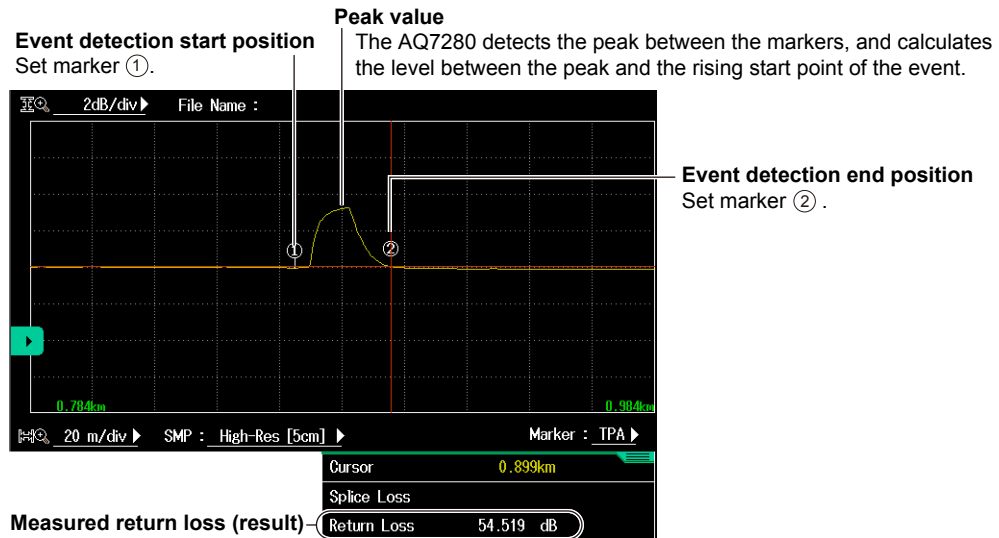 Peak value
The AQ7280 detects the peak between the markers, and calculates
the level between the peak and the rising start point of the event.
Event detection start position
Set marker ①.
2dB/div File Name :
Event detection end position
Set marker ② .
①
②
0.784km 0.984km
20 m/div SMP : High-Res [5cm] Marker : TPA
Cursor 0.899km
Splice Loss
Measured return loss (result)
Return Loss 54.519 dB